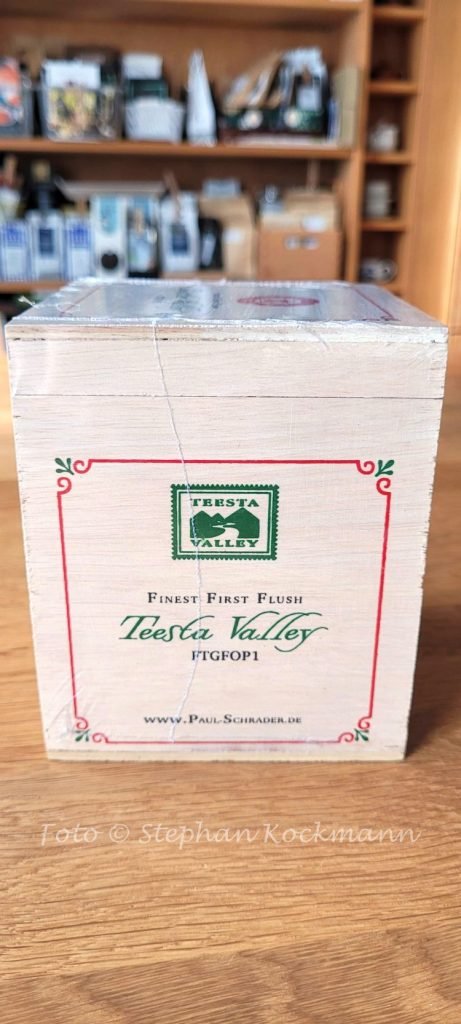 TEESTA
VALLEY
FINEST FIRST FLUSH
Teesta Valley
FTGFOP1
WWW.PAUL-SCHRADER.DE
Foto © Stephan Kockmann